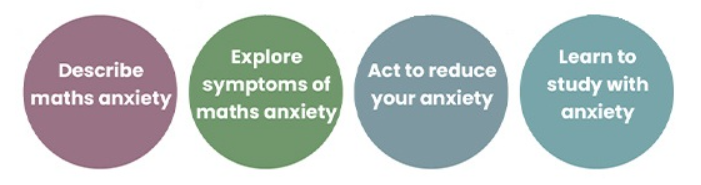 Describe
maths anxiety
Explore
symptoms of
maths anxiety
Act to reduce
your anxiety
Learn to
study with
anxiety